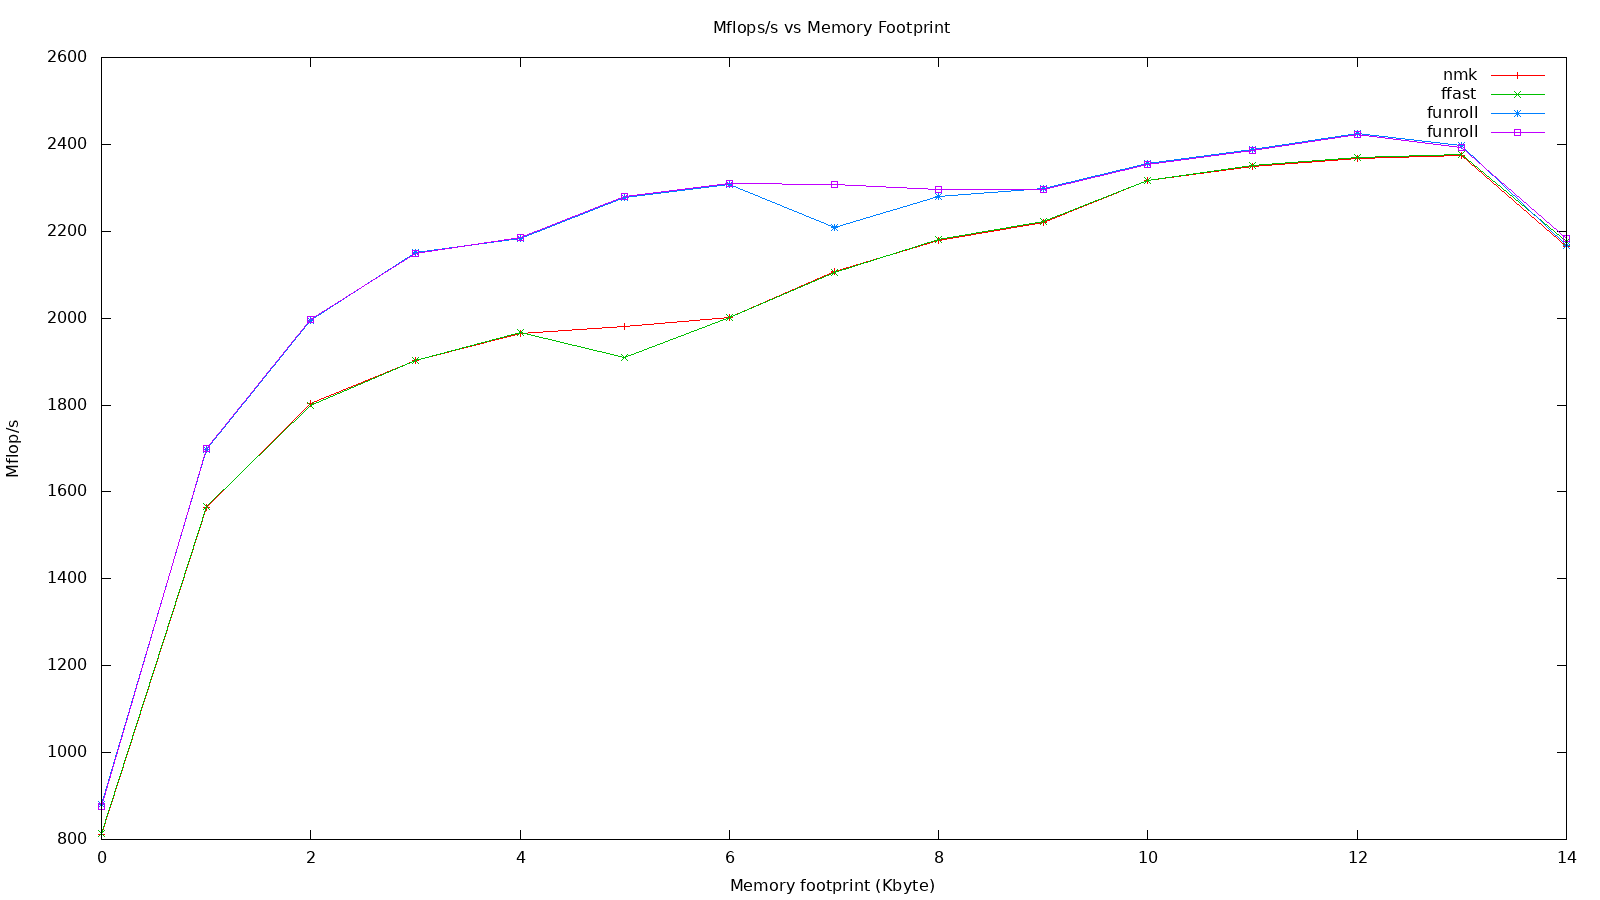 Mflops/s vs Memory Footprint
2600
2400
2200
2000
1800
1600
1400
1200
1000
800
nmk
ffast
funroll
funroll
Mflop/s
0 2 4 6 8 10 12 14
Memory footprint (Kbyte)